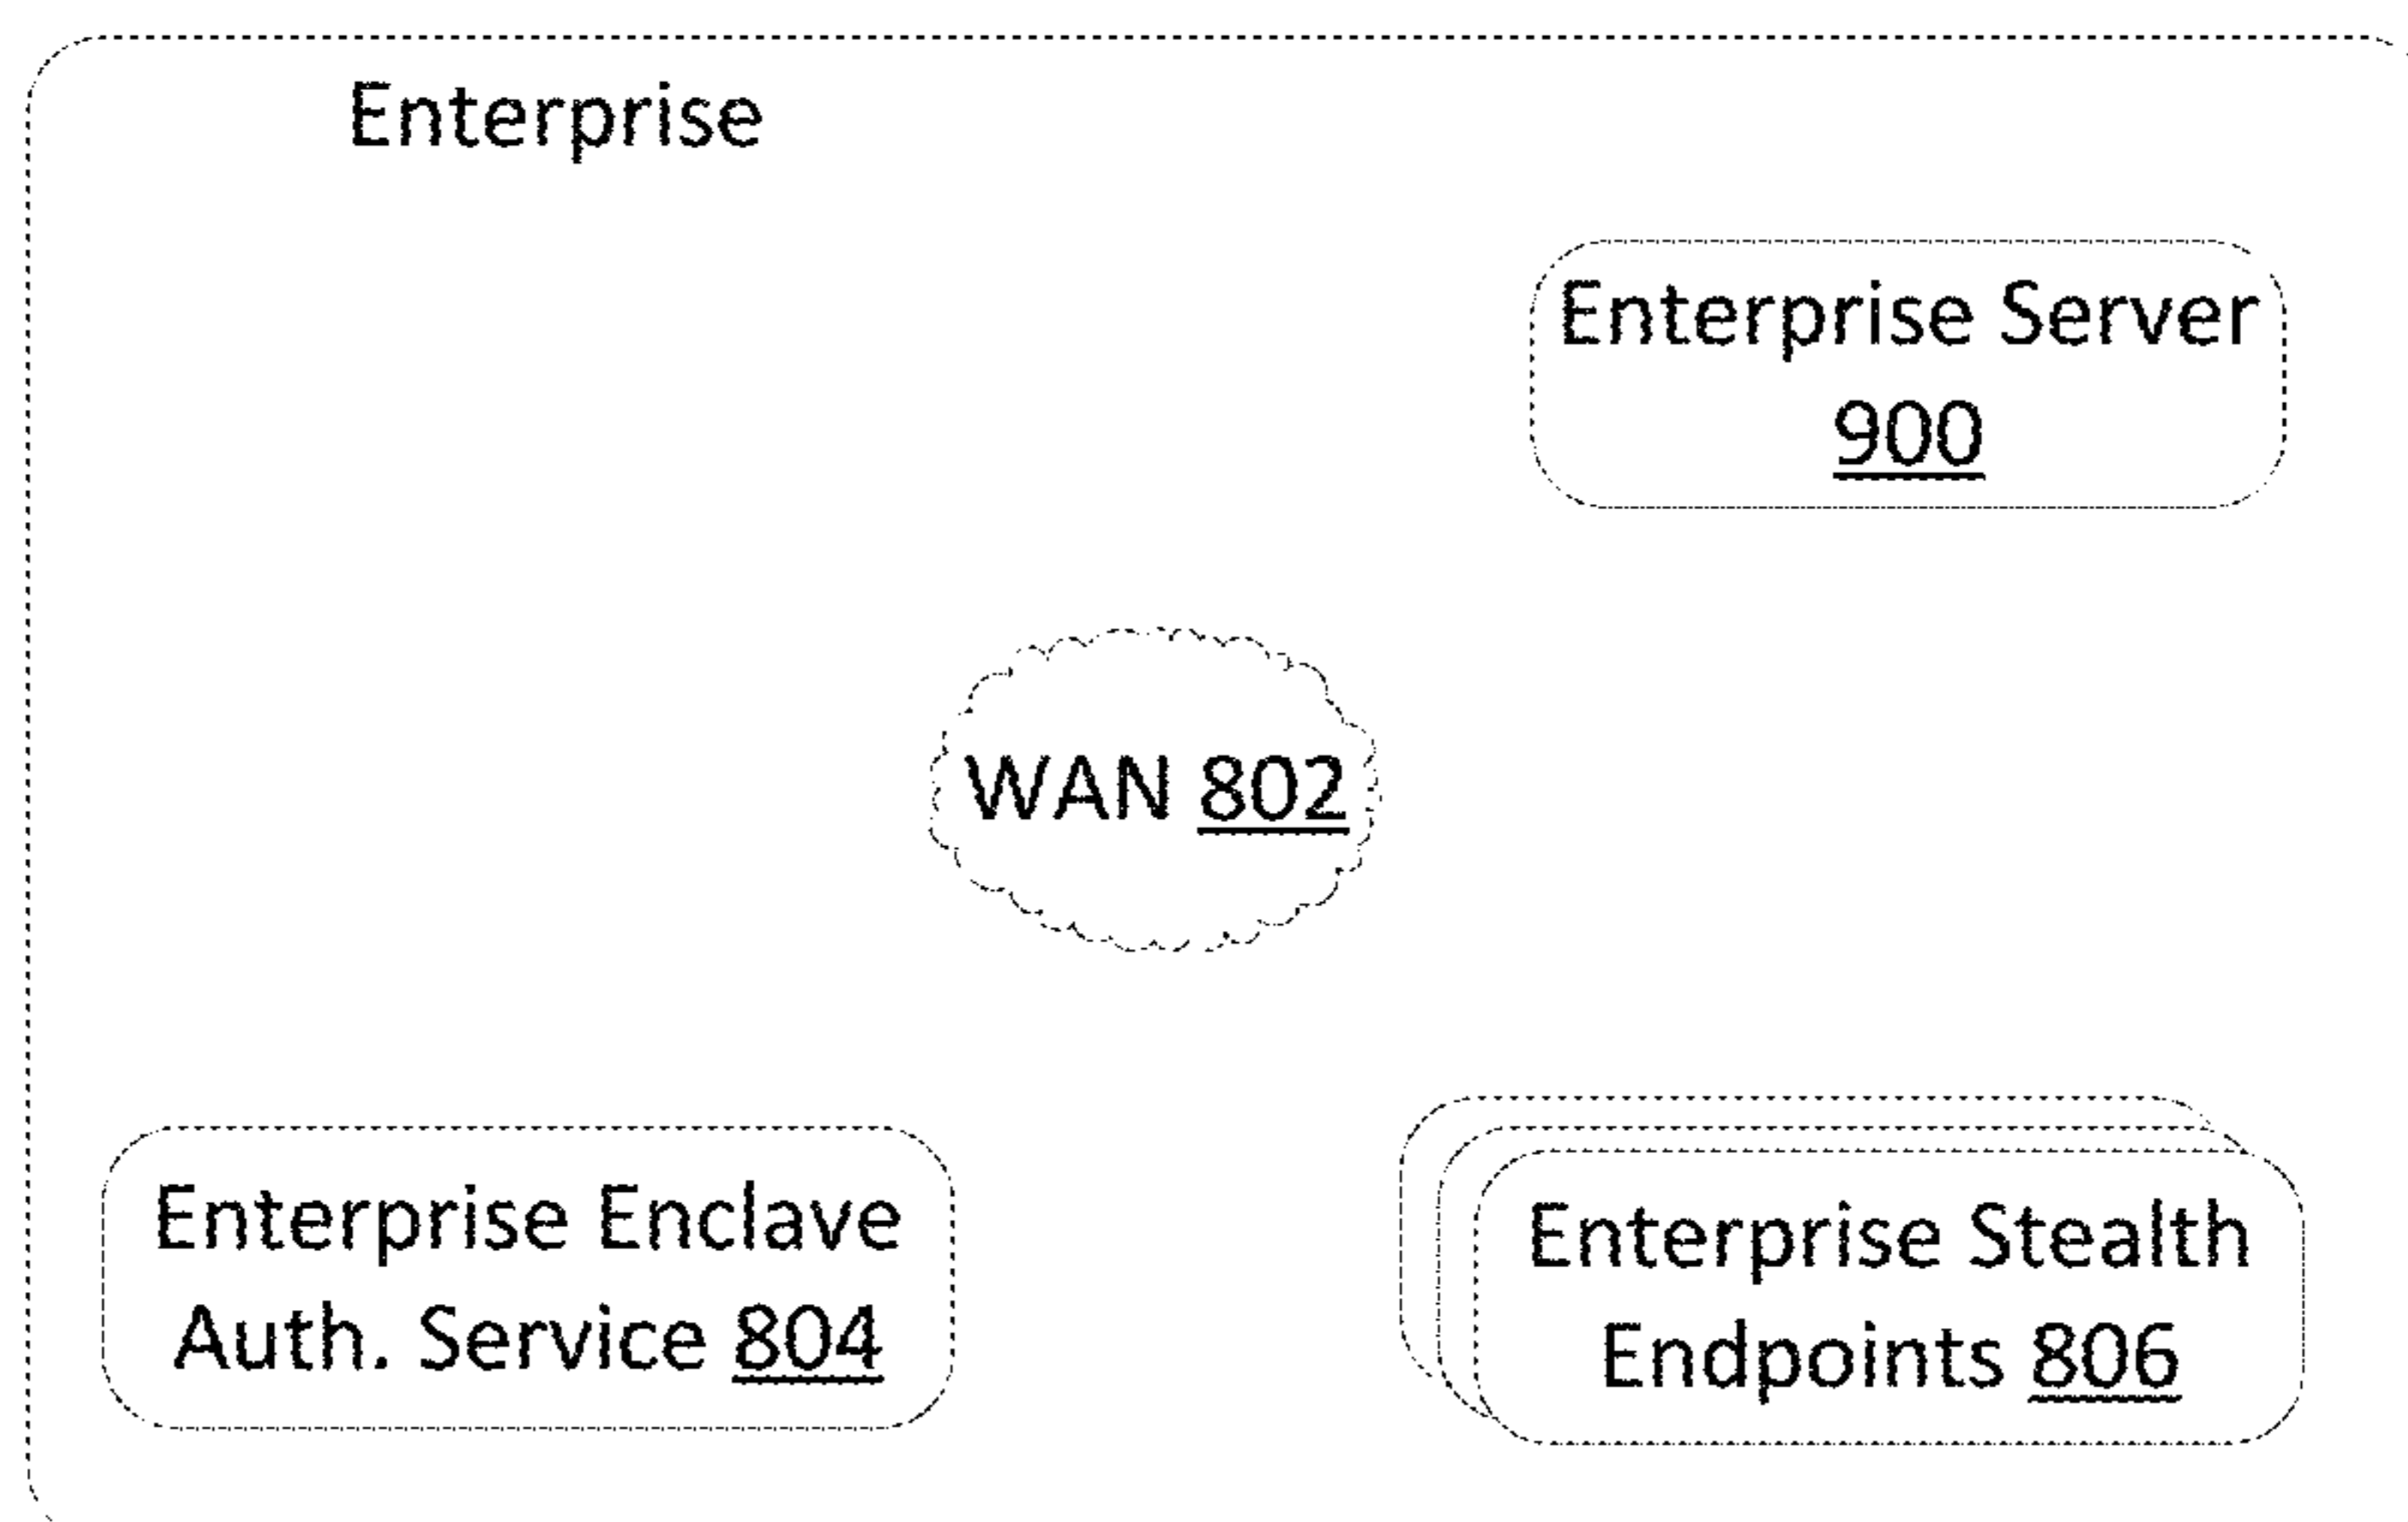 Enterprise
Enterprise Server
900
WAN 802
Enterprise Enclave
Auth. Service 804
Enterprise Stealth
Endpoints 806